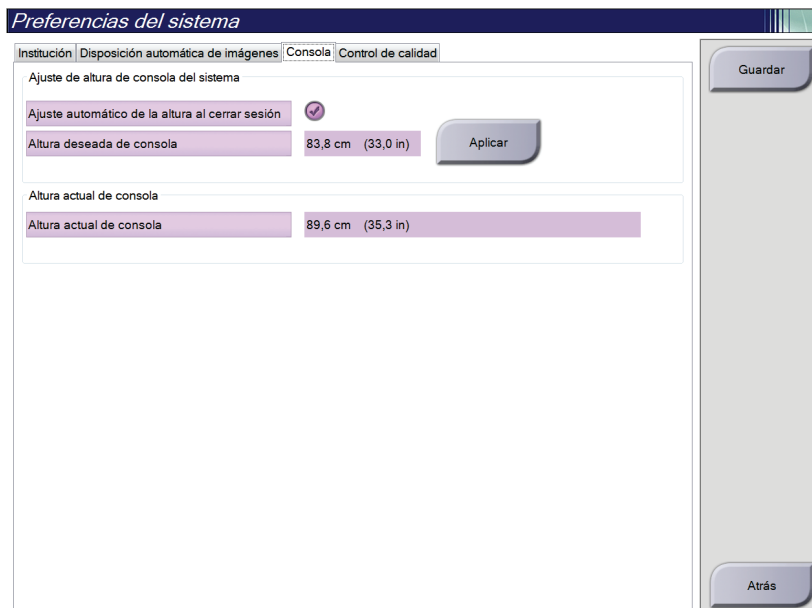 Preferencias del sistema
Institución Disposición automática de imágenes Consola Control de calidad
Guardar
Ajuste de altura de consola del sistema
Ajuste automático de la altura al cerrar sesión
Altura deseada de consola 83,8 cm (33,0 in) Aplicar
Altura actual de consola
Altura actual de consola 89,6 cm (35,3 in)
Atrás